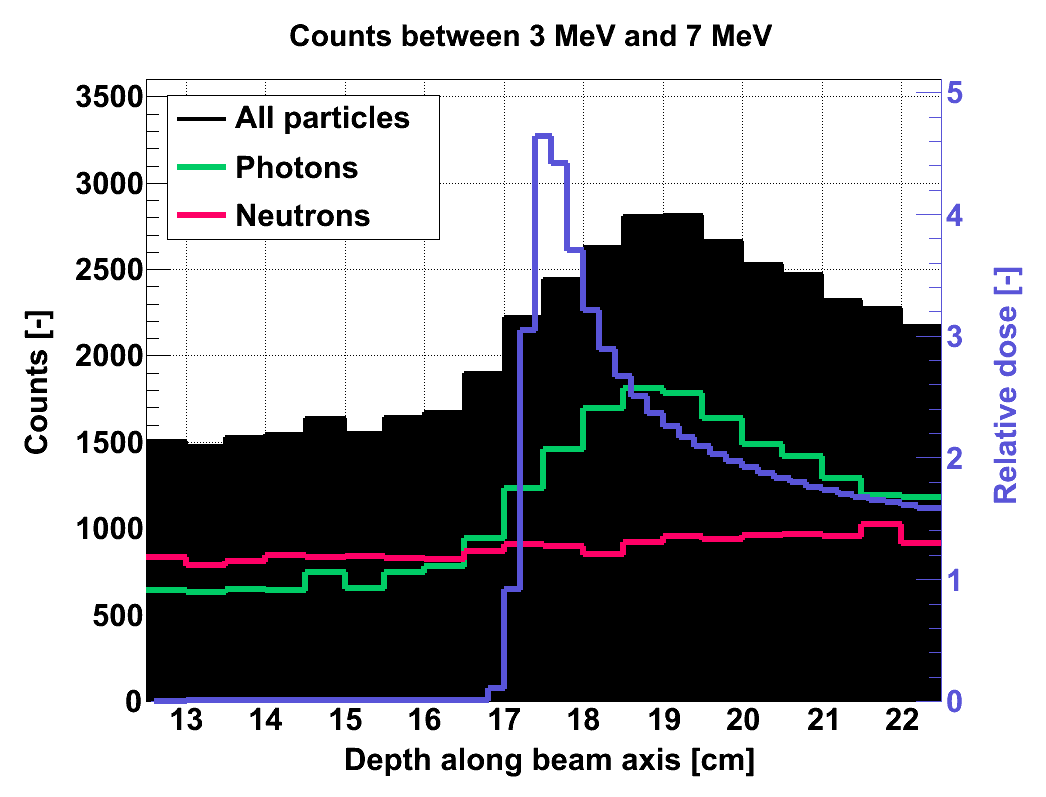 Counts between 3 MeV and 7 MeV
All particles
Photons
Neutrons
Counts [-]
3500
3000
2500
2000
1500
1000
500
0
5
4
3
2
1
0
Relative dose [-]
13 14 15 16 17 18 19 20 21 22
Depth along beam axis [cm]